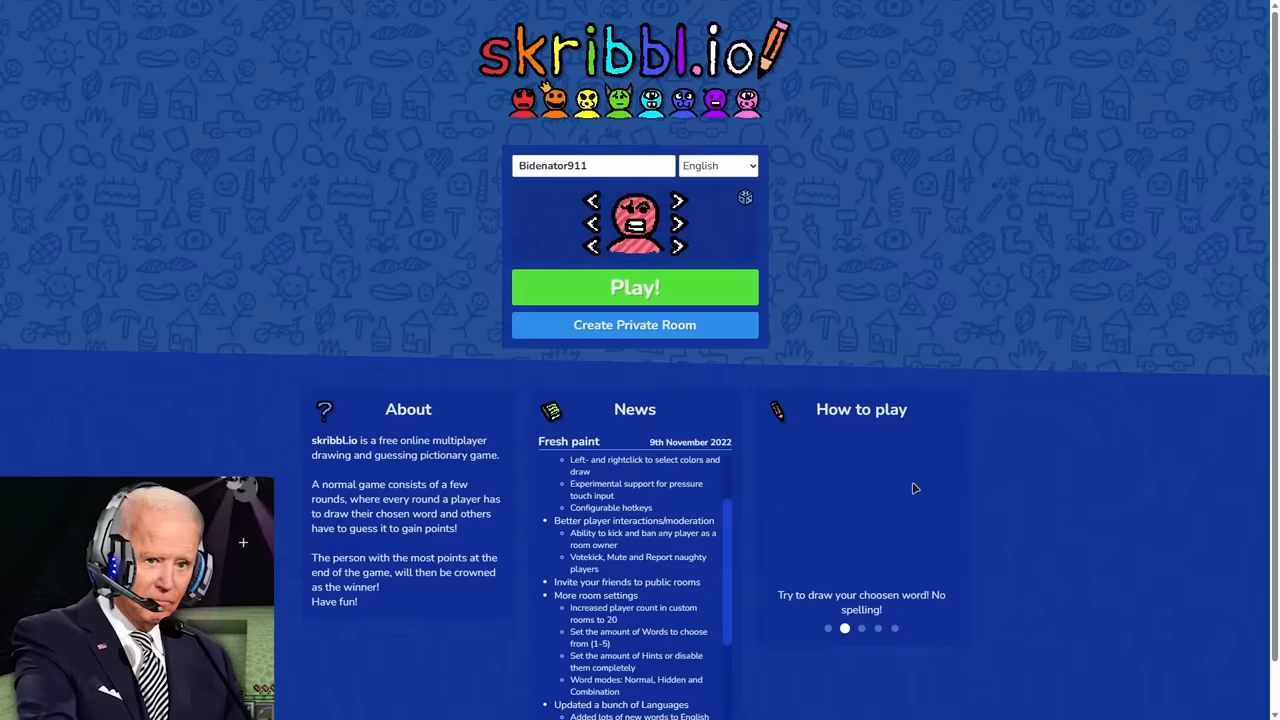 skribbl.io
Bidenator911
English
Play!
Create Private Room
About
skribbl.io is a free online multiplayer
drawing and guessing pictionary game.
A normal game consists of a few
rounds, where every round a player has
to draw their chosen word and others
have to guess it to gain points!
The person with the most points at the
end of the game, will then be crowned
as the winner!
Have fun!
News
Fresh paint 9th November 2022
Left- and rightclick to select colors and
draw
Experimental support for pressure
touch input
Configurable hotkeys
Better player interactions/moderation
Ability to kick and ban any player as a
room owner
Votekick, Mute and Report naughty
players
Invite your friends to public rooms
More room settings
Increased player count in custom
rooms to 20
Set the amount of Words to choose
from (1-5)
Set the amount of Hints or disable
them completely
Word modes: Normal, Hidden and
Combination
Updated a bunch of Languages
Added lots of new words to English
How to play
Try to draw your choosen word! No
spelling!